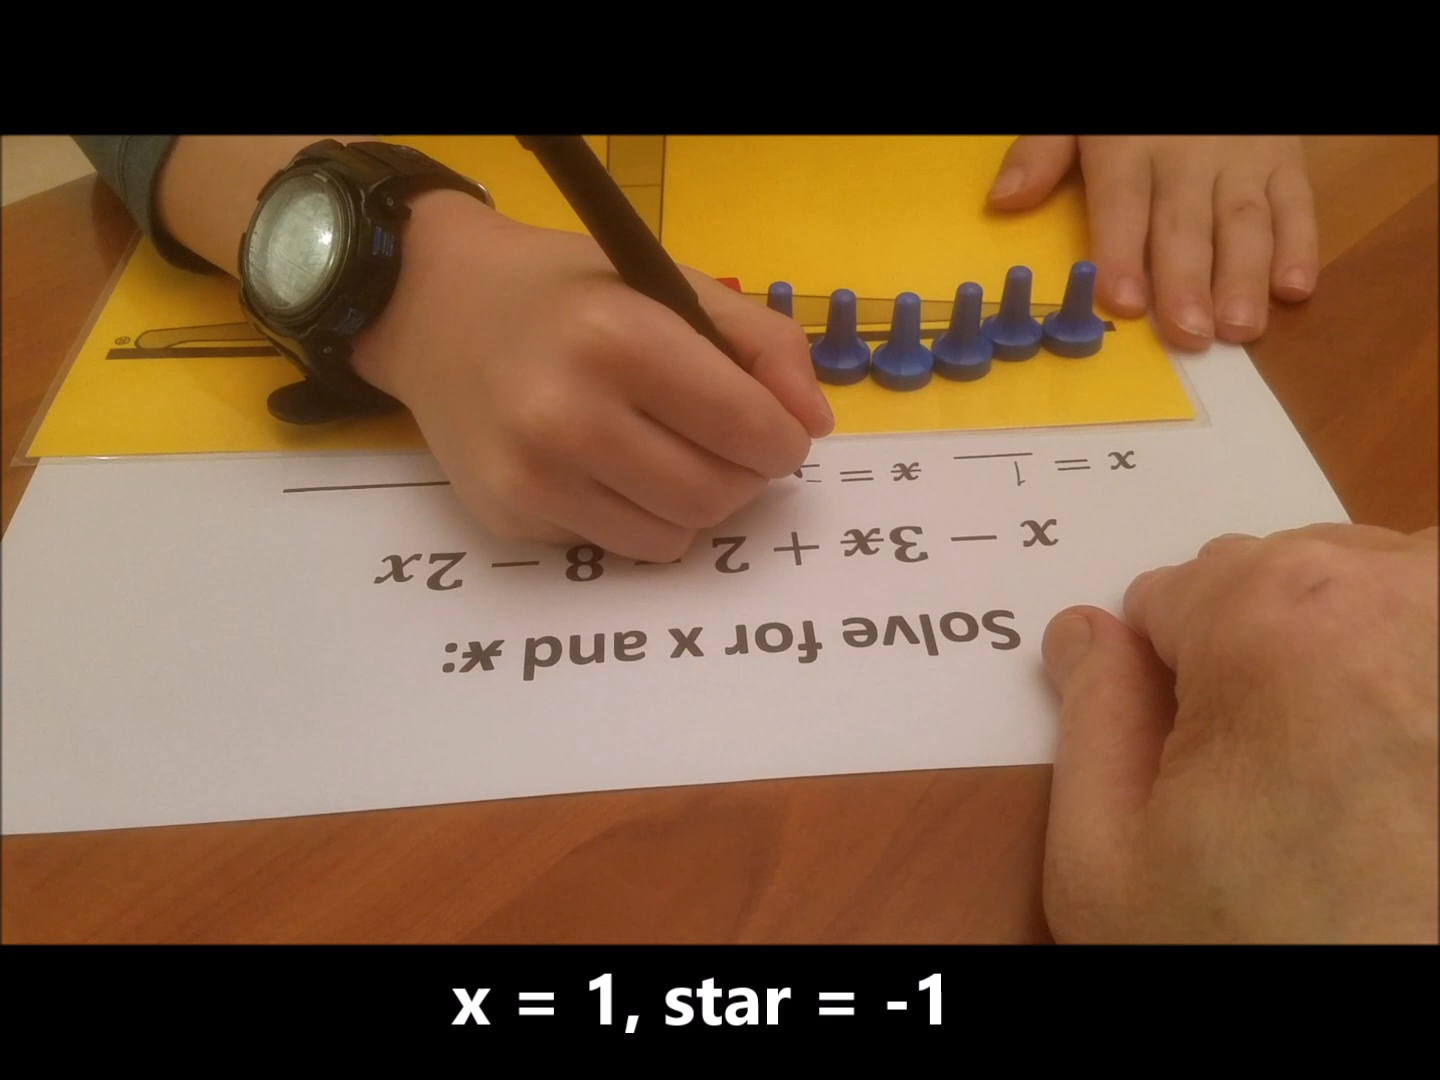 Solve for x and ⁎x:
x − 3⁎x + 2 = 8 − 2x
x = 1 ⁎x = -
x = 1, star = -1